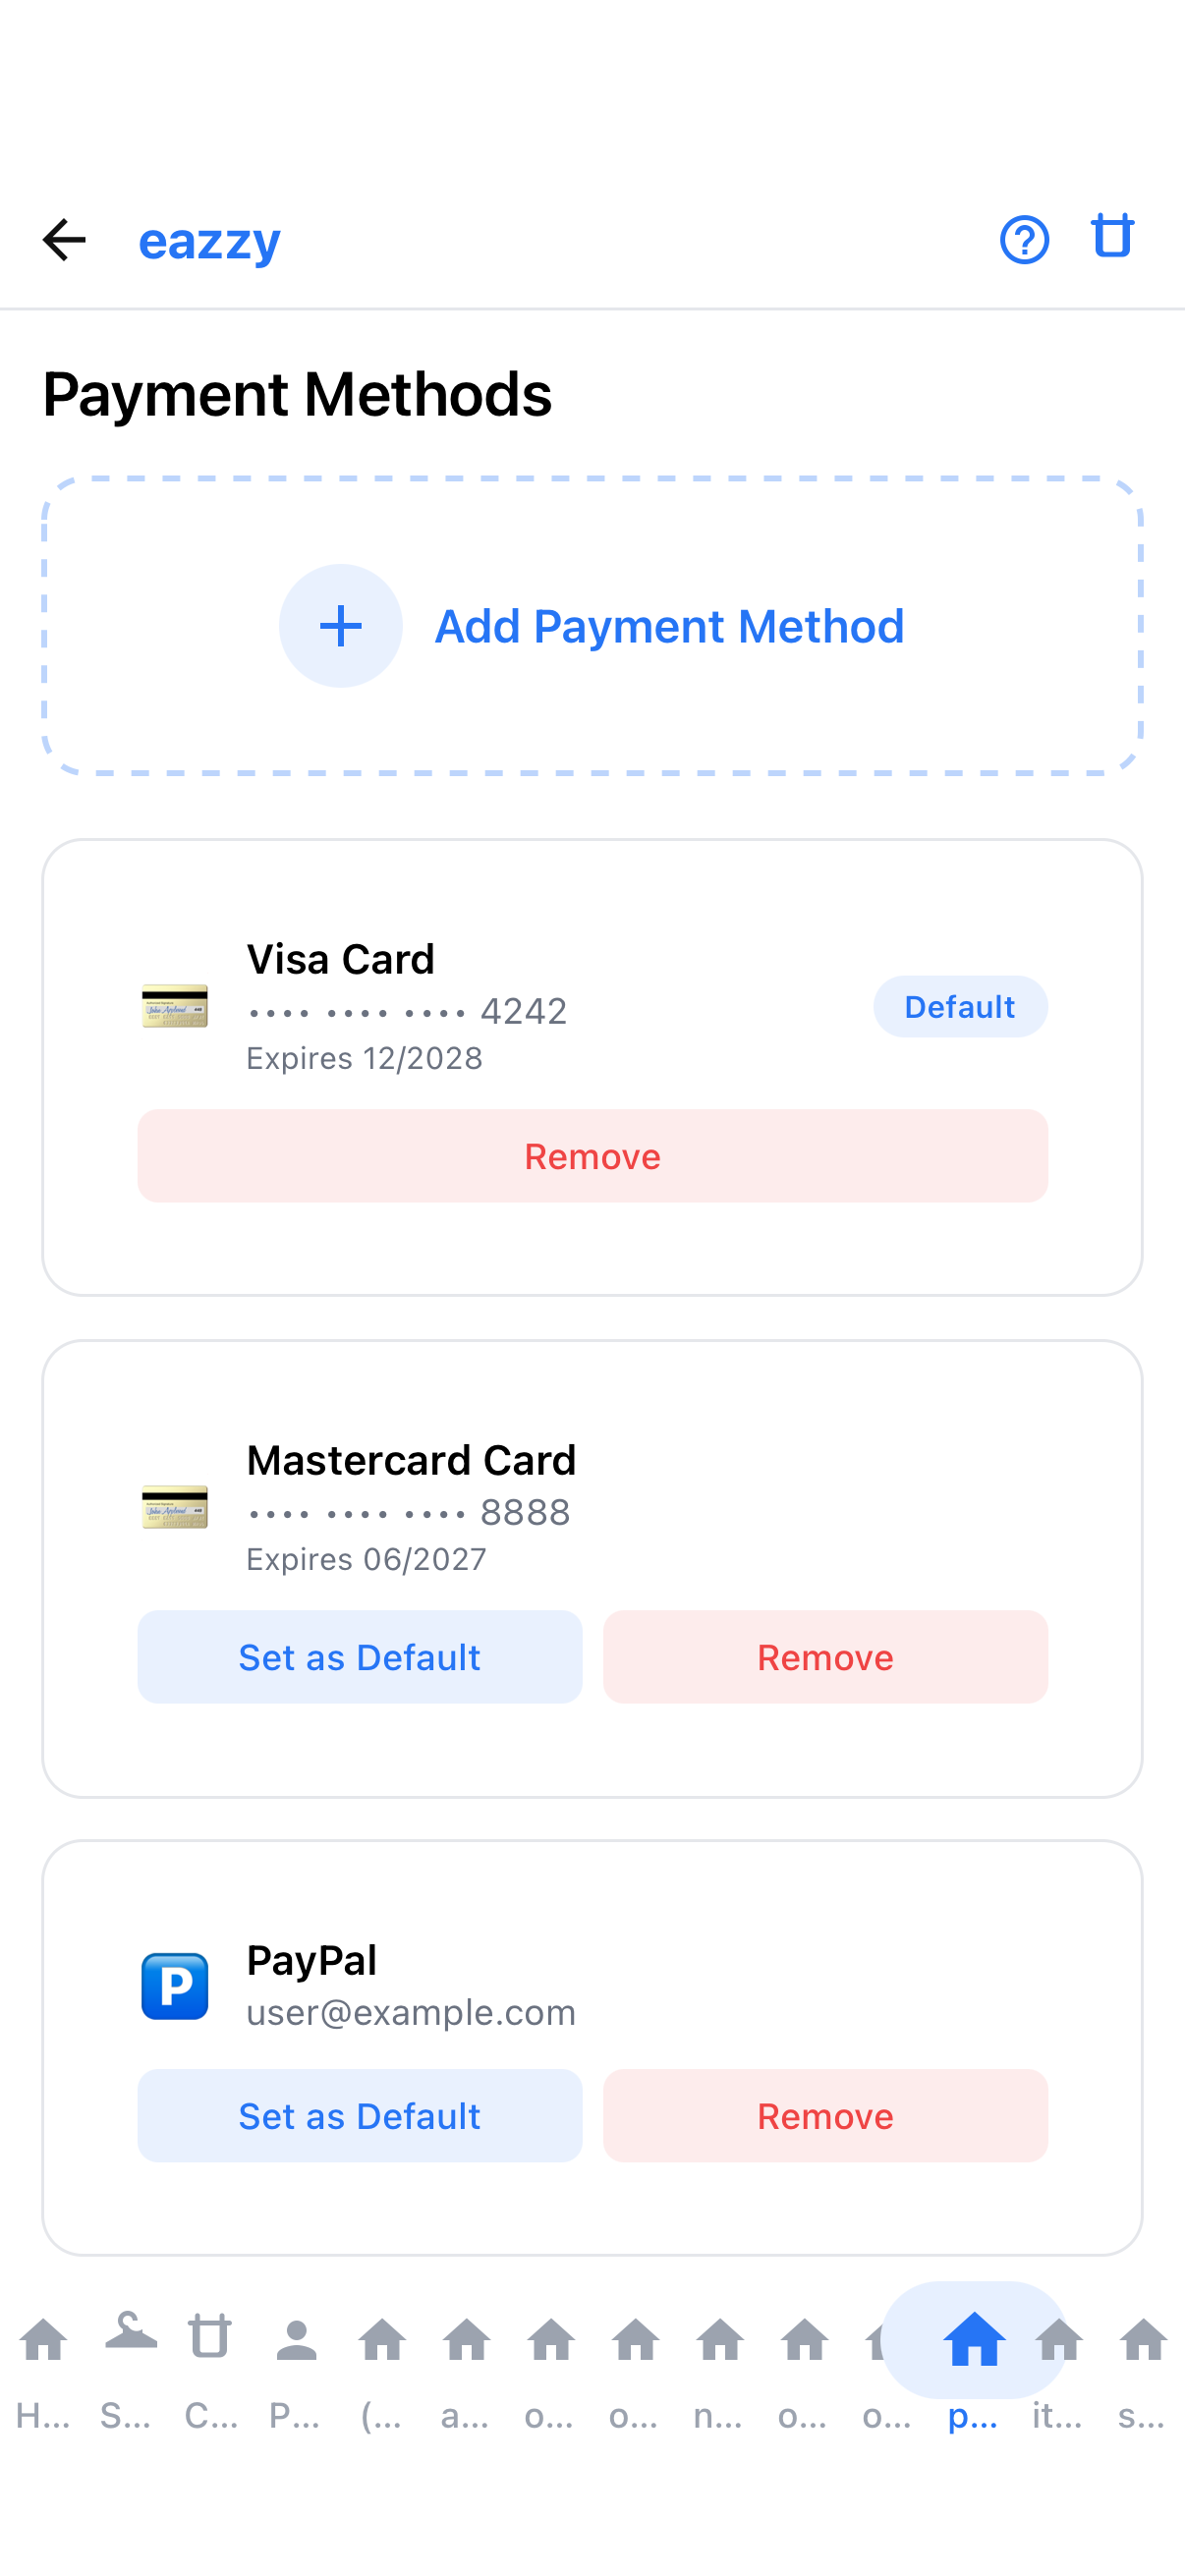 eazzy
Payment Methods
Add Payment Method
Visa Card
•••• •••• •••• 4242
Default
Expires 12/2028
Remove
Mastercard Card
•••• •••• •••• 8888
Expires 06/2027
Set as Default
Remove
PayPal
user@example.com
Set as Default
Remove
H... S... C... P... (... a... o... o... n... o... o... p... it... s...